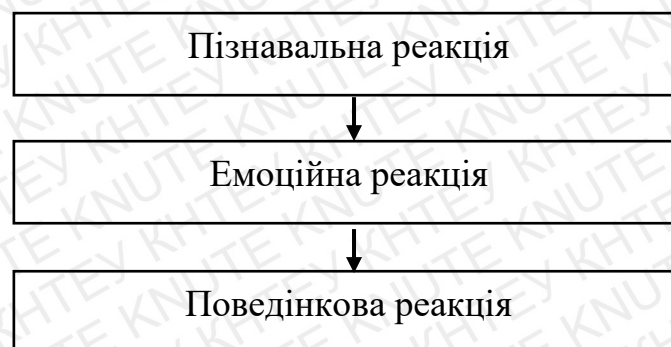 Пізнавальна реакція
Емоційна реакція
Поведінкова реакція